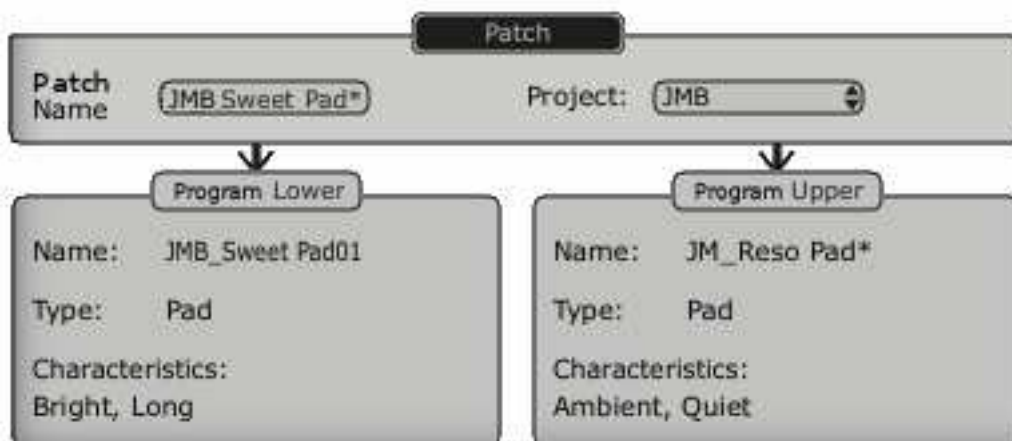 Patch
Patch Name
JMB Sweet Pad*
Project: JMB
Program Lower
Name: JMB_Sweet Pad01
Type: Pad
Characteristics:
Bright, Long
Program Upper
Name: JM_Reso Pad*
Type: Pad
Characteristics:
Ambient, Quiet